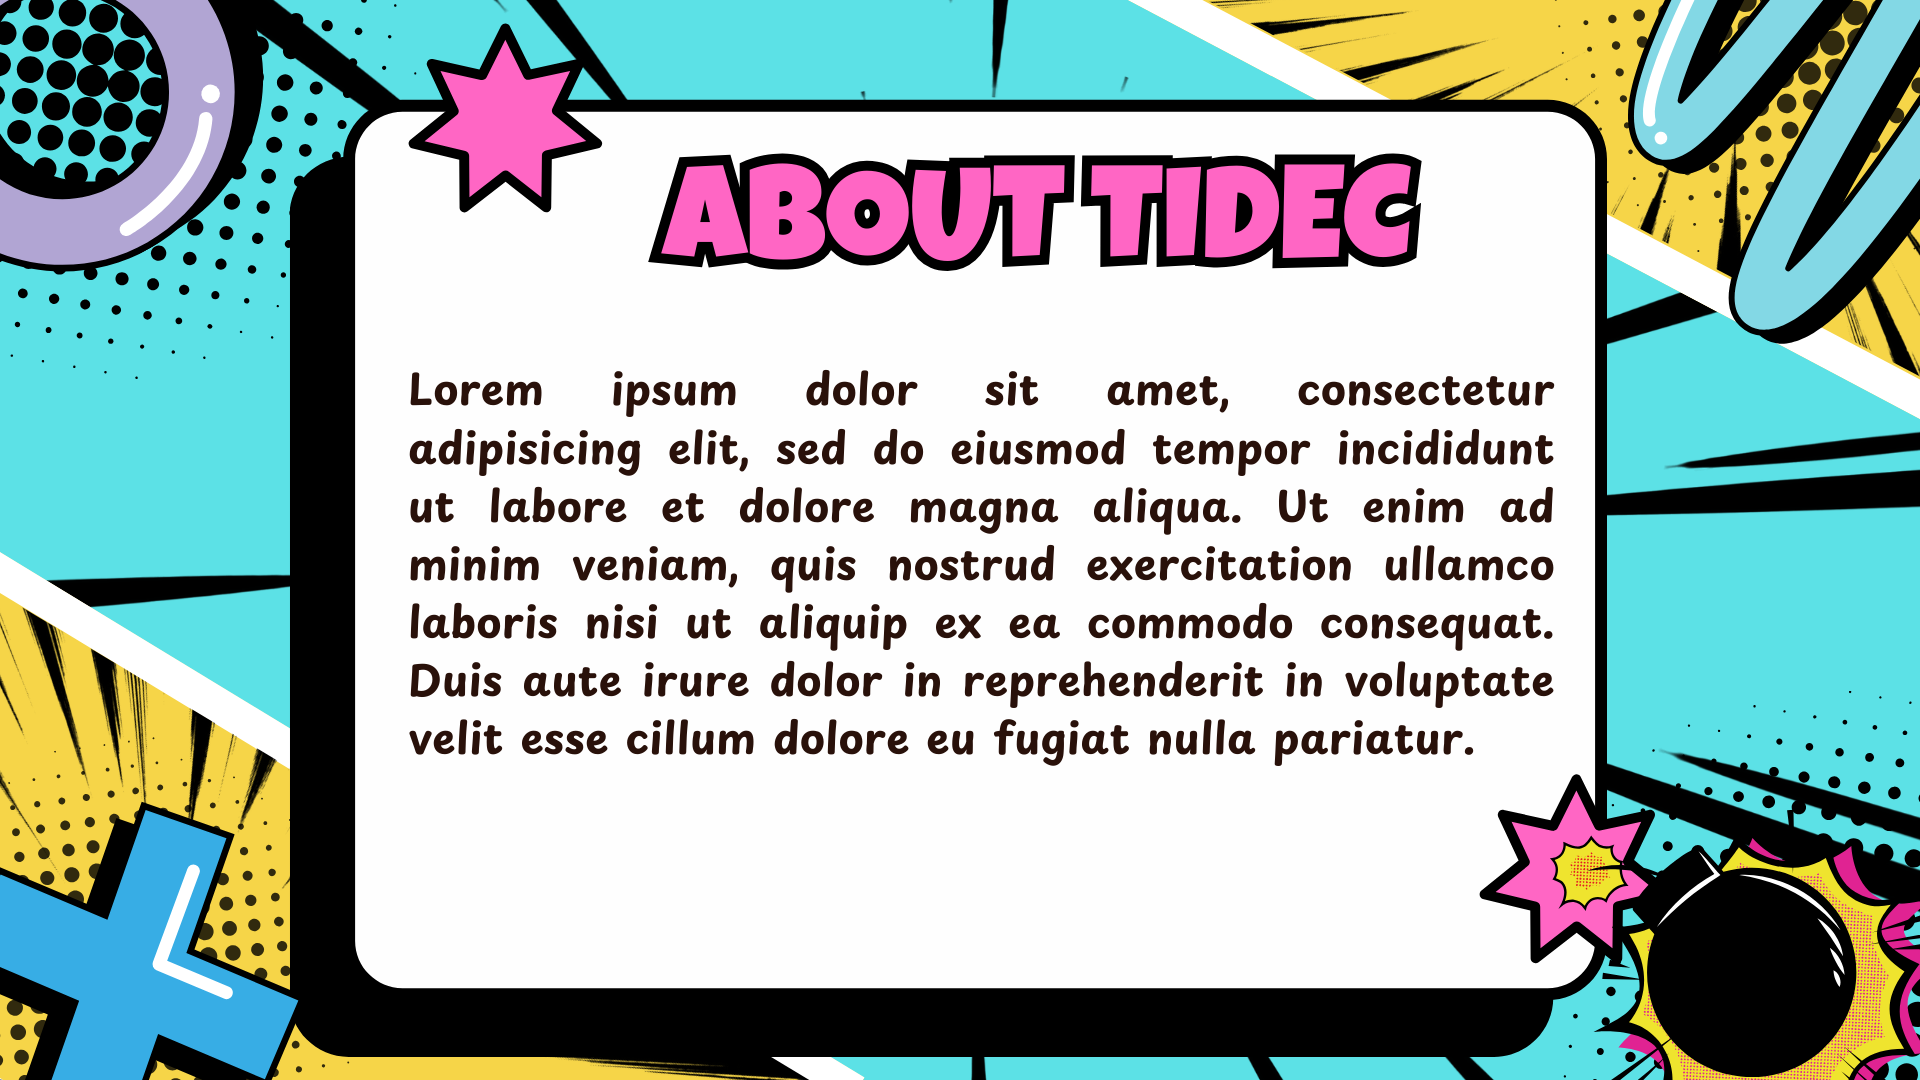 ABOUT TIDEC
Lorem ipsum dolor sit amet, consectetur
adipisicing elit, sed do eiusmod tempor incididunt
ut labore et dolore magna aliqua. Ut enim ad
minim veniam, quis nostrud exercitation ullamco
laboris nisi ut aliquip ex ea commodo consequat.
Duis aute irure dolor in reprehenderit in voluptate
velit esse cillum dolore eu fugiat nulla pariatur.